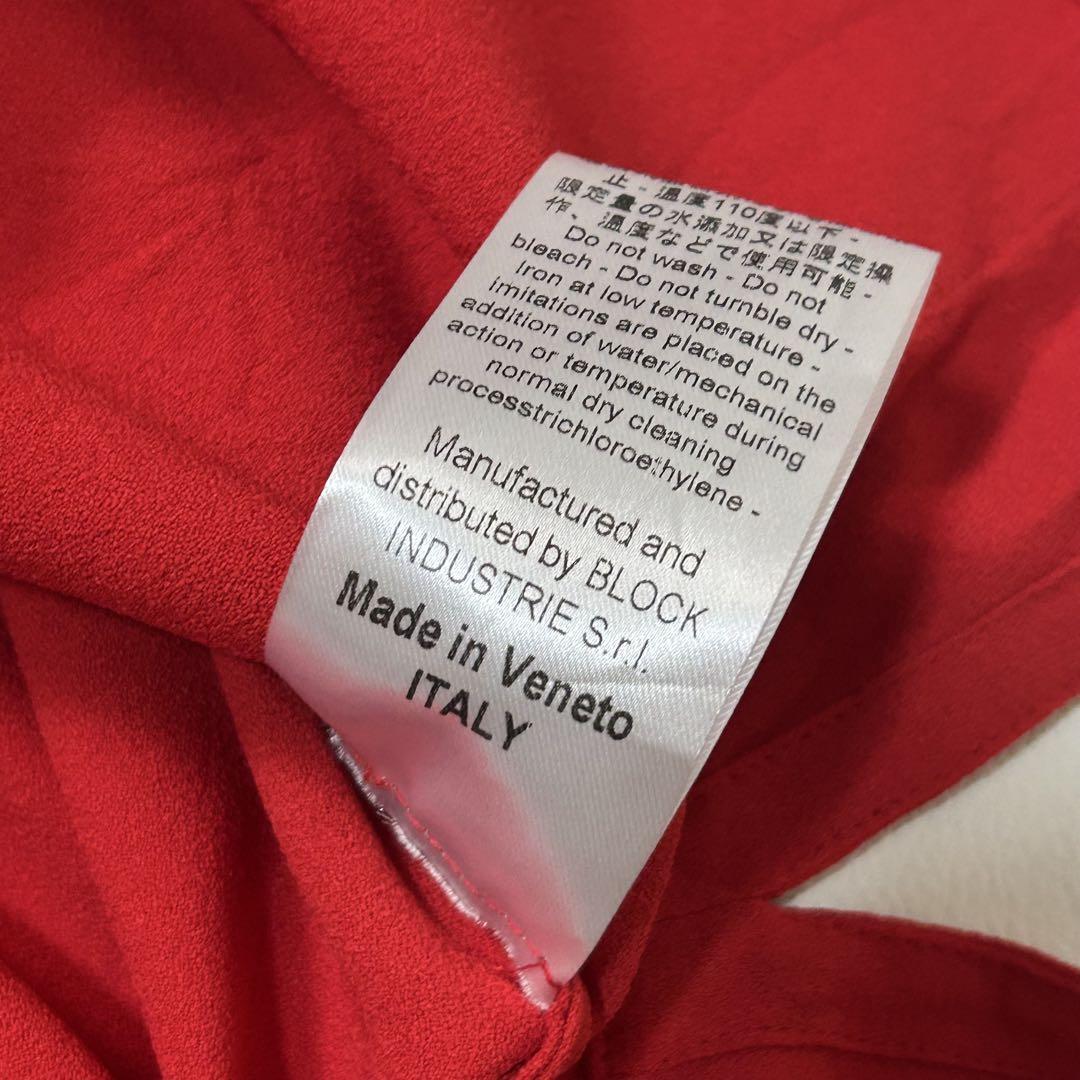 止 - 温度110度以下 -
限定量の水添加又は限定操
作、温度などで使用可能 -
Do not wash - Do not
bleach - Do not turnble dry -
Iron at low temperature -
imitations are placed on the
addition of water/mechanical
action or temperature during
normal dry cleaning
processtrichloroethylene -
Manufactured and
distributed by BLOCK
INDUSTRIE S.r.l.
Made in Veneto
ITALY